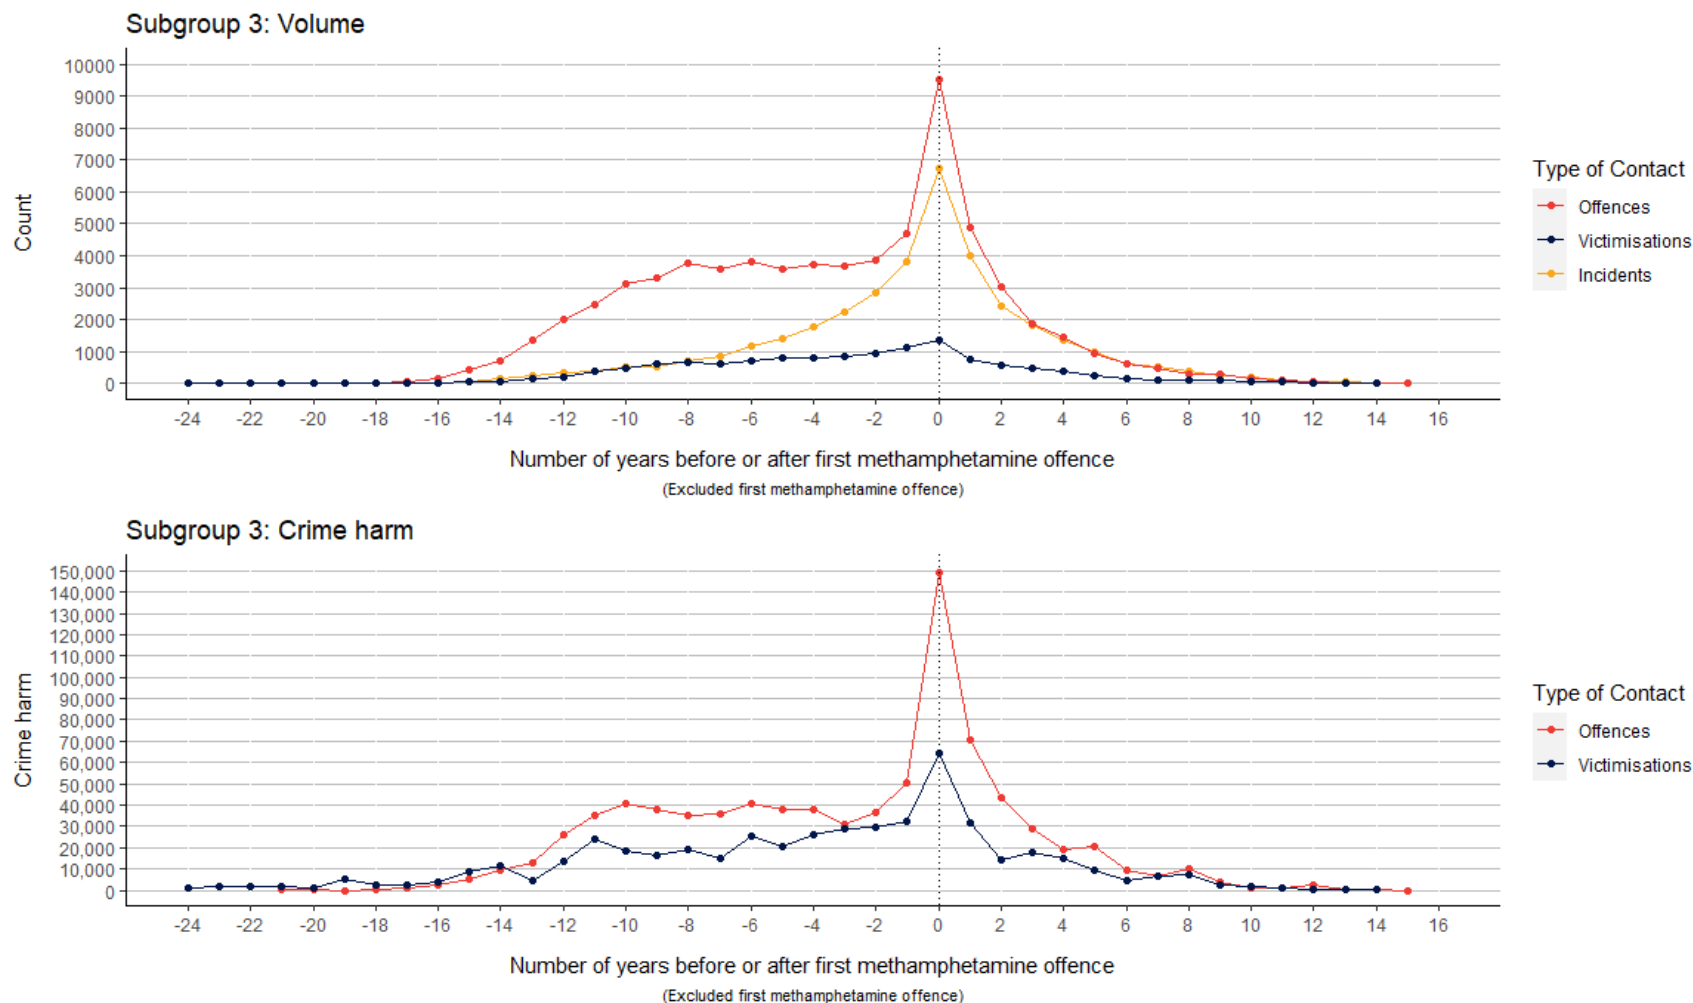 Subgroup 3: Volume
10000
9000
8000
7000
6000
5000
4000
3000
2000
1000
0
Count
-24 -22 -20 -18 -16 -14 -12 -10 -8 -6 -4 -2 0 2 4 6 8 10 12 14 16
Number of years before or after first methamphetamine offence
(Excluded first methamphetamine offence)
Type of Contact
Offences
Victimisations
Incidents
Subgroup 3: Crime harm
150,000
140,000
130,000
120,000
110,000
100,000
90,000
80,000
70,000
60,000
50,000
40,000
30,000
20,000
10,000
0
Crime harm
-24 -22 -20 -18 -16 -14 -12 -10 -8 -6 -4 -2 0 2 4 6 8 10 12 14 16
Number of years before or after first methamphetamine offence
(Excluded first methamphetamine offence)
Type of Contact
Offences
Victimisations